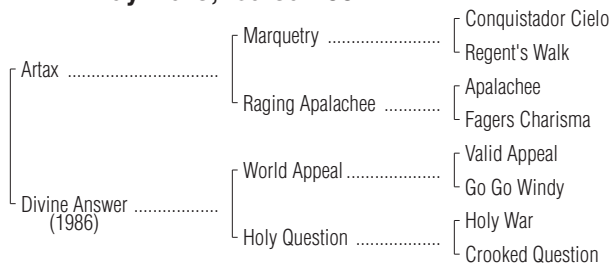 Conquistador Cielo
Marquetry ........................
Regent's Walk
Artax ..................................
Apalachee
Raging Apalachee ............
Fagers Charisma
Valid Appeal
World Appeal .....................
Go Go Windy
Divine Answer ...................
(1986)
Holy War
Holy Question ..................
Crooked Question